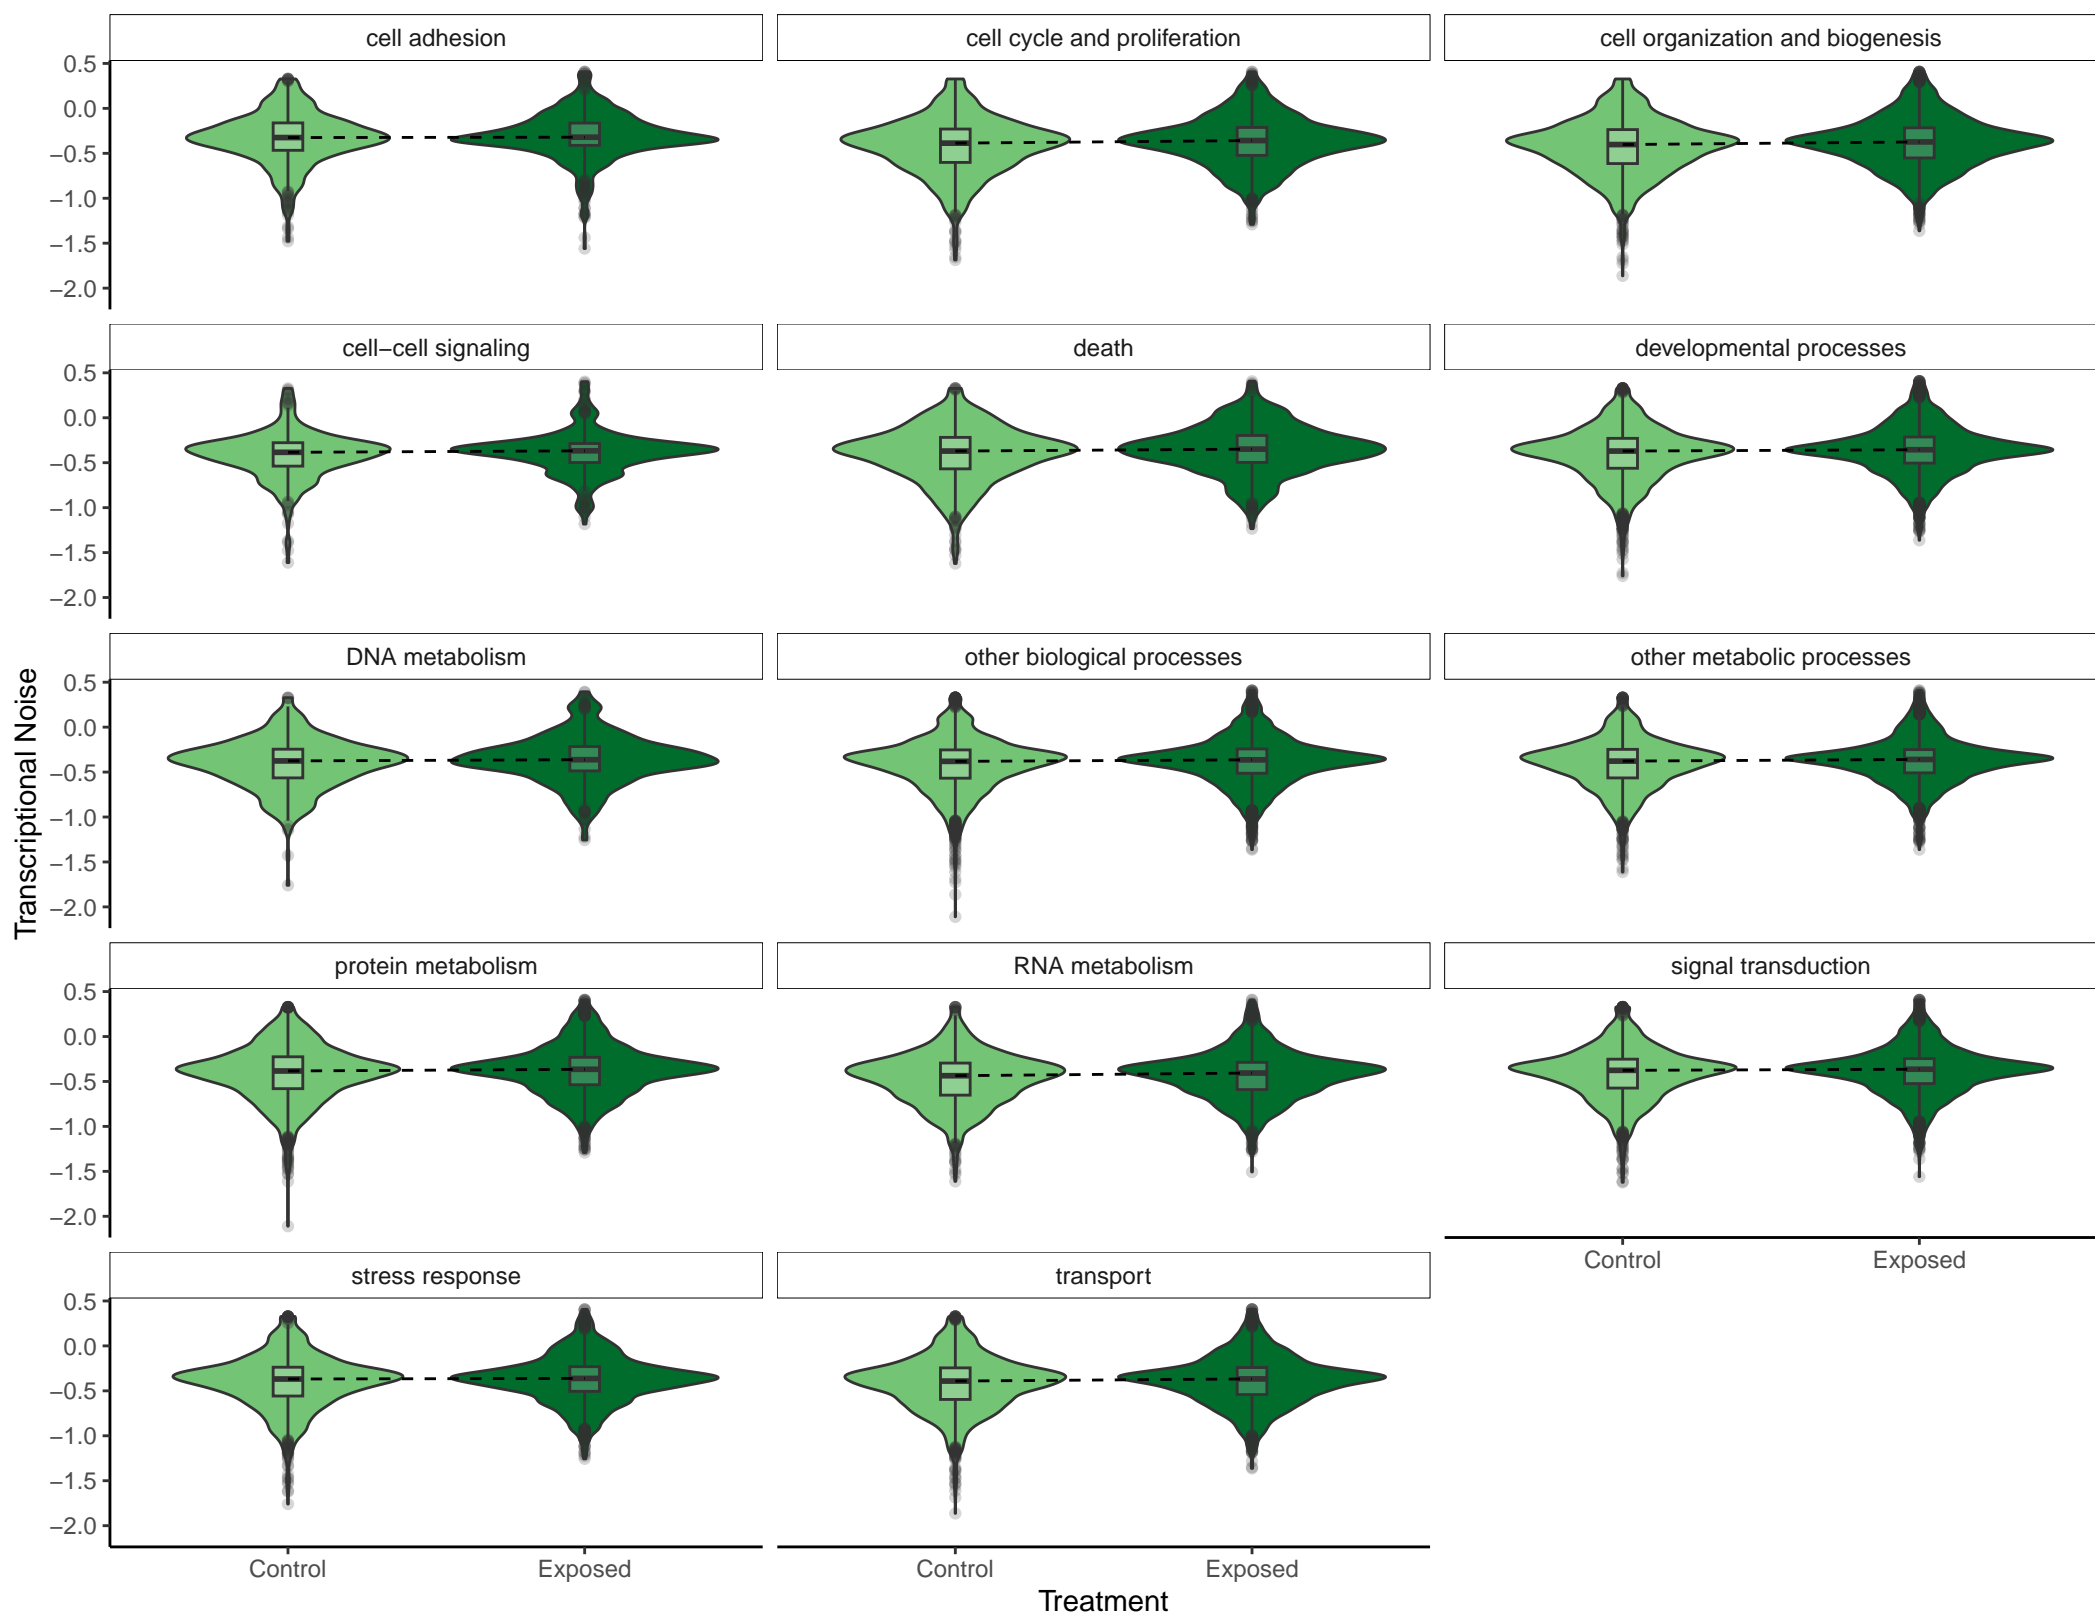 cell adhesion
cell cycle and proliferation
cell organization and biogenesis
0.5
0.0
−0.5
−1.0
−1.5
−2.0
cell−cell signaling
death
developmental processes
0.5
0.0
−0.5
−1.0
−1.5
−2.0
DNA metabolism
other biological processes
other metabolic processes
0.5
0.0
−0.5
−1.0
−1.5
−2.0
Transcriptional Noise
protein metabolism
RNA metabolism
signal transduction
0.5
0.0
−0.5
−1.0
−1.5
−2.0
Control
Exposed
stress response
transport
0.5
0.0
−0.5
−1.0
−1.5
−2.0
Control
Exposed
Control
Exposed
Treatment